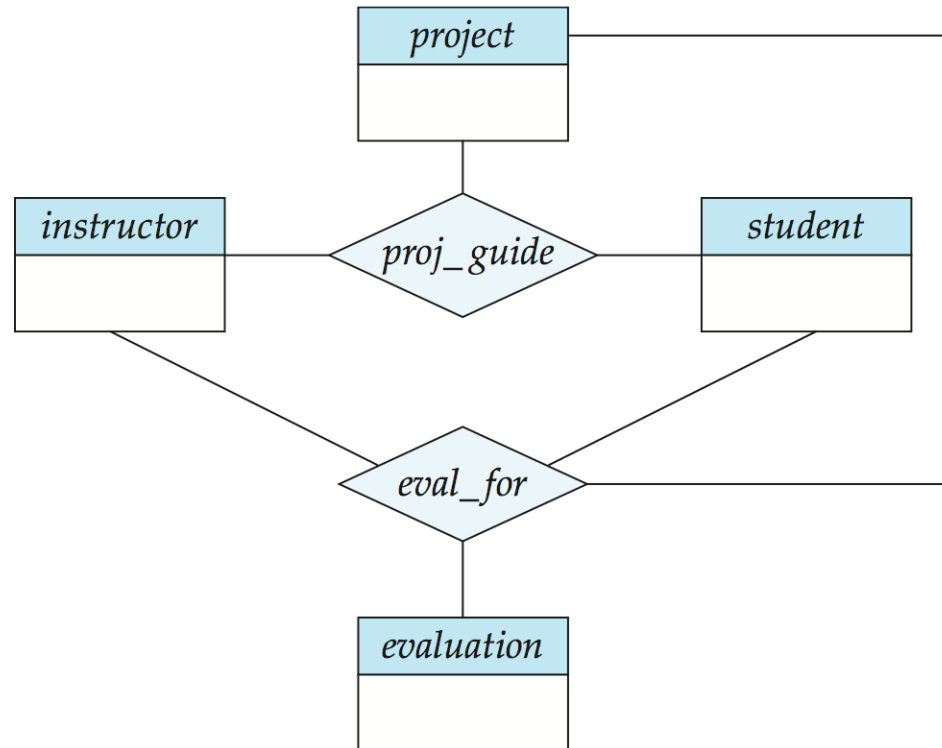 project
instructor
proj_guide
student
eval_for
evaluation